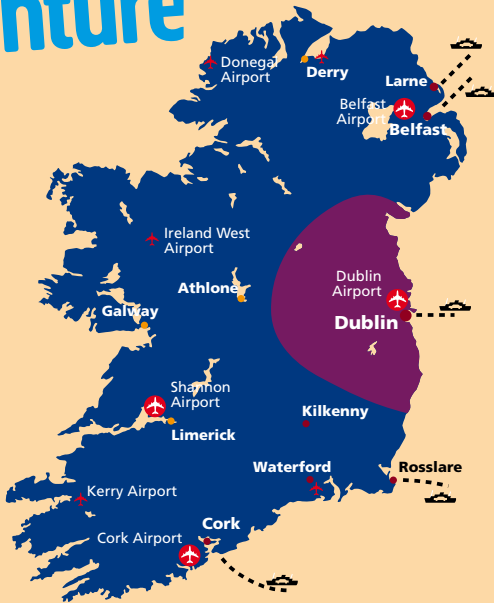 nture
Donegal
Airport
Derry
Larne
Belfast
Airport
Belfast
Ireland West
Airport
Athlone
Galway
Dublin
Airport
Dublin
Shannon
Airport
Limerick
Kilkenny
Waterford
Rosslare
Kerry Airport
Cork
Cork Airport